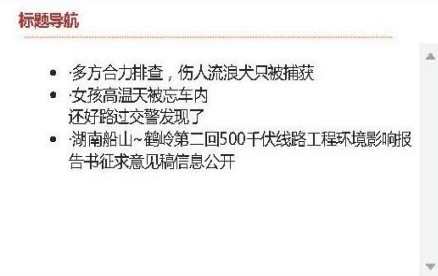 标题导航
·多方合力排查，伤人流浪犬只被捕获
·女孩高温天被忘车内
还好路过交警发现了
·湖南船山~鹤岭第二回500千伏线路工程环境影响报
告书征求意见稿信息公开